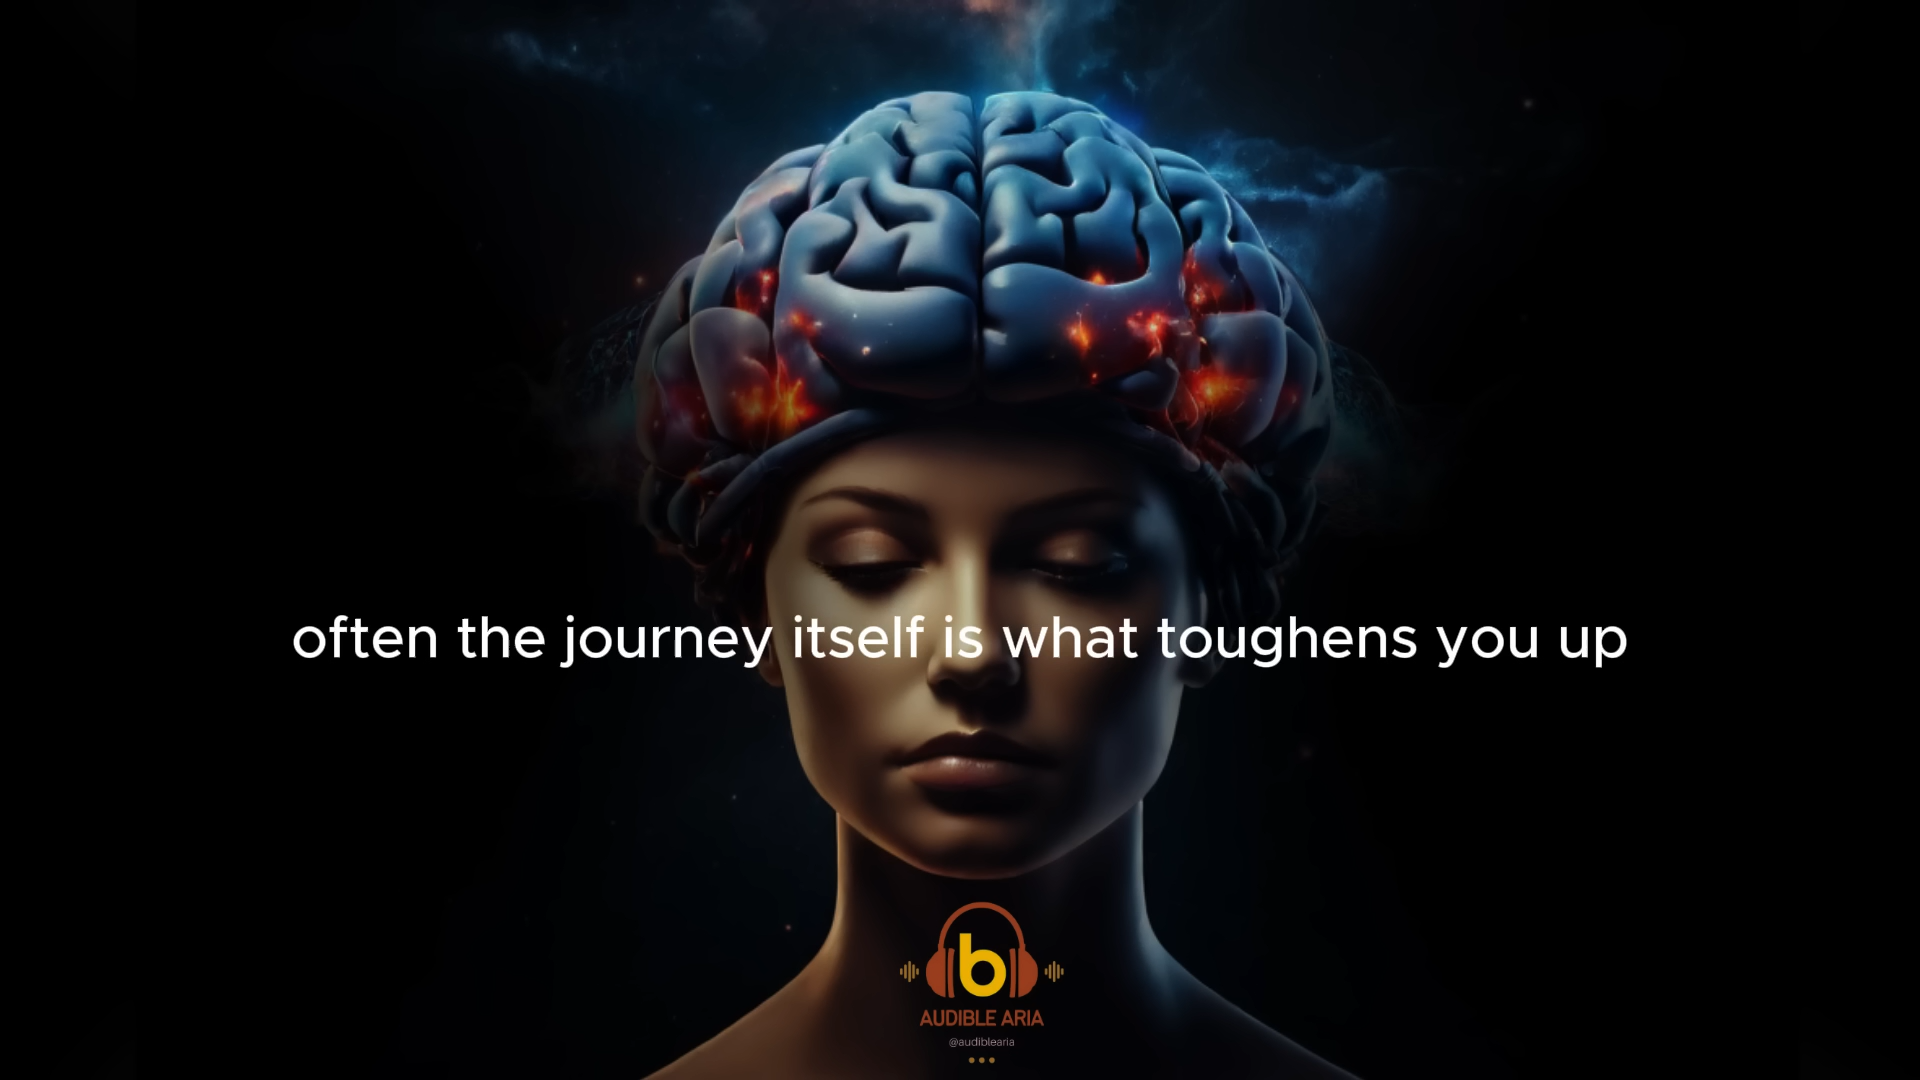 often the journey itself is what toughens you up
b
AUDIBLE ARIA
@audiblearia